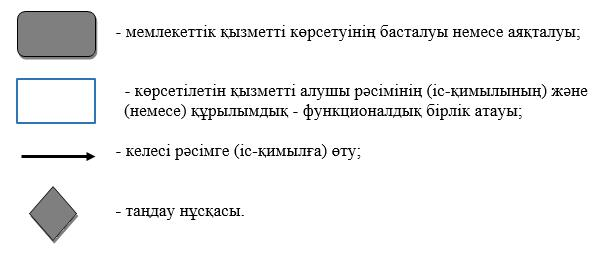 - мемлекеттік қызметті көрсетуінің басталуы немесе аяқталуы;
- көрсетілетін қызметті алушы рәсімінің (іс-қимылының) және
(немесе) құрылымдық - функционалдық бірлік атауы;
- келесі рәсімге (іс-қимылға) өту;
- таңдау нұсқасы.